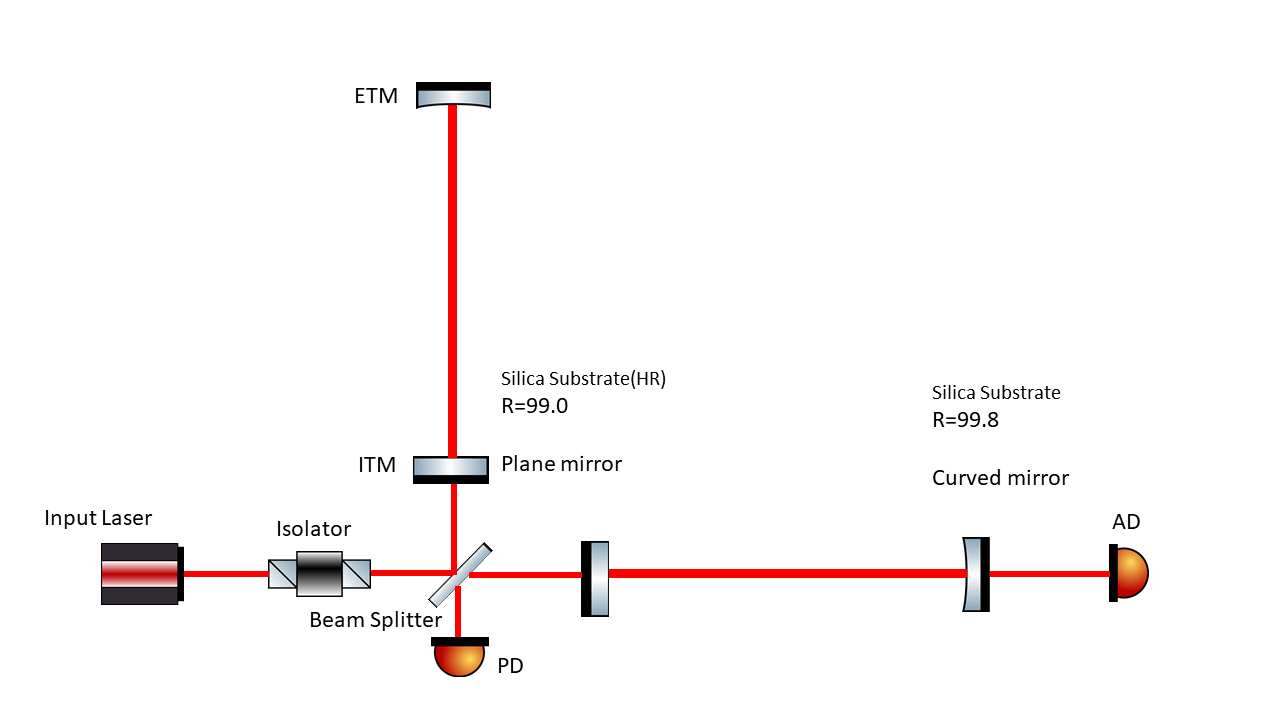 ETM
Silica Substrate(HR)
R=99.0
Silica Substrate
R=99.8
ITM
Plane mirror
Curved mirror
Input Laser
Isolator
AD
Beam Splitter
PD